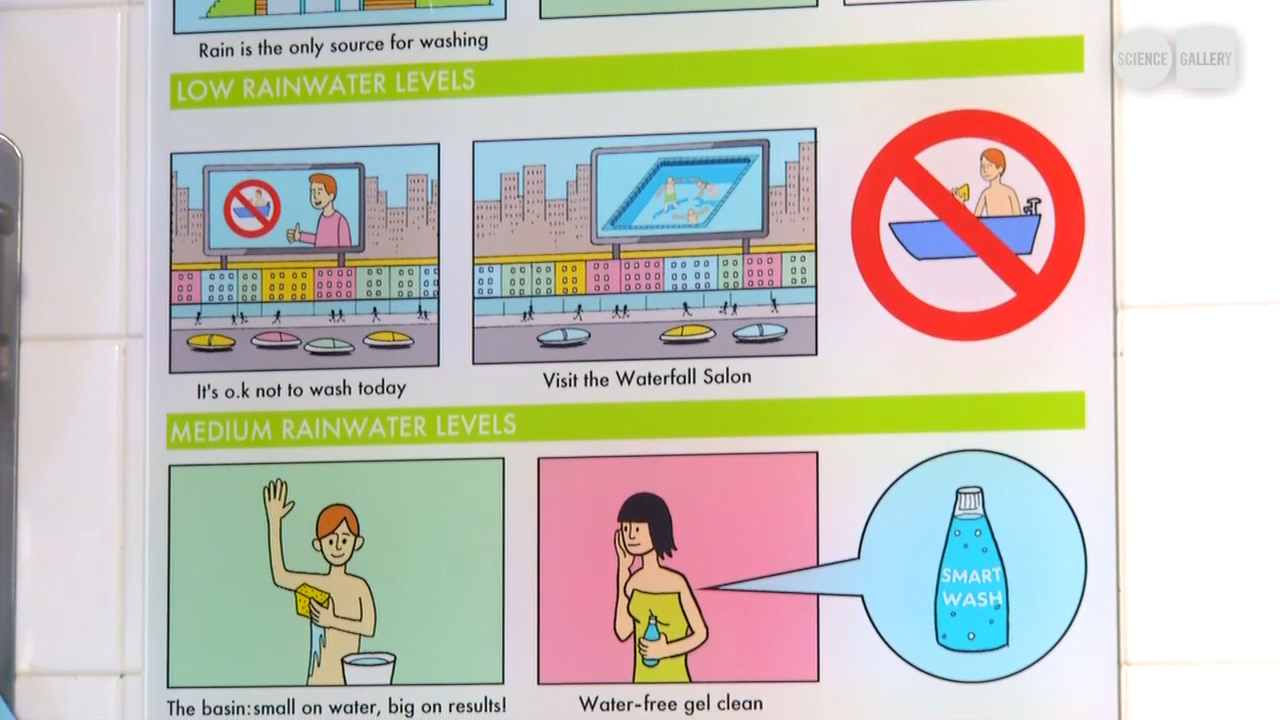 SCIENCE GALLERY
Rain is the only source for washing
LOW RAINWATER LEVELS
It's o.k not to wash today
Visit the Waterfall Salon
MEDIUM RAINWATER LEVELS
SMART
WASH
The basin: small on water, big on results!
Water-free gel clean